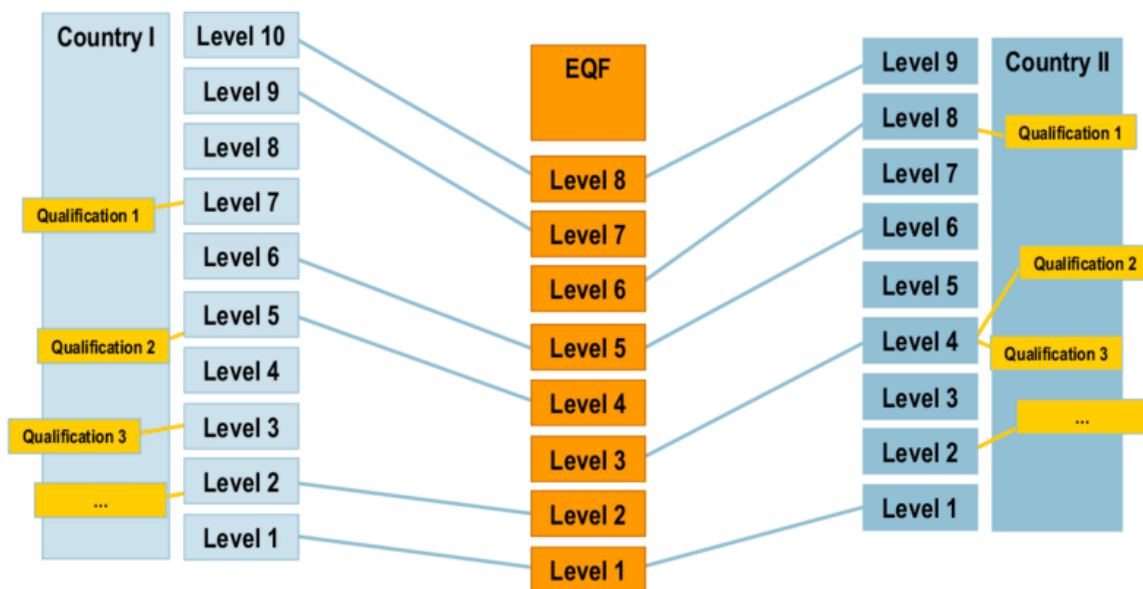 Country I
Level 10
Level 9
Level 8
Level 7
Level 6
Level 5
Level 4
Level 3
Level 2
Level 1
Qualification 1
Qualification 2
Qualification 3
...
EQF
Level 8
Level 7
Level 6
Level 5
Level 4
Level 3
Level 2
Level 1
Level 9
Level 8
Level 7
Level 6
Level 5
Level 4
Level 3
Level 2
Level 1
Country II
Qualification 1
Qualification 2
Qualification 3
...